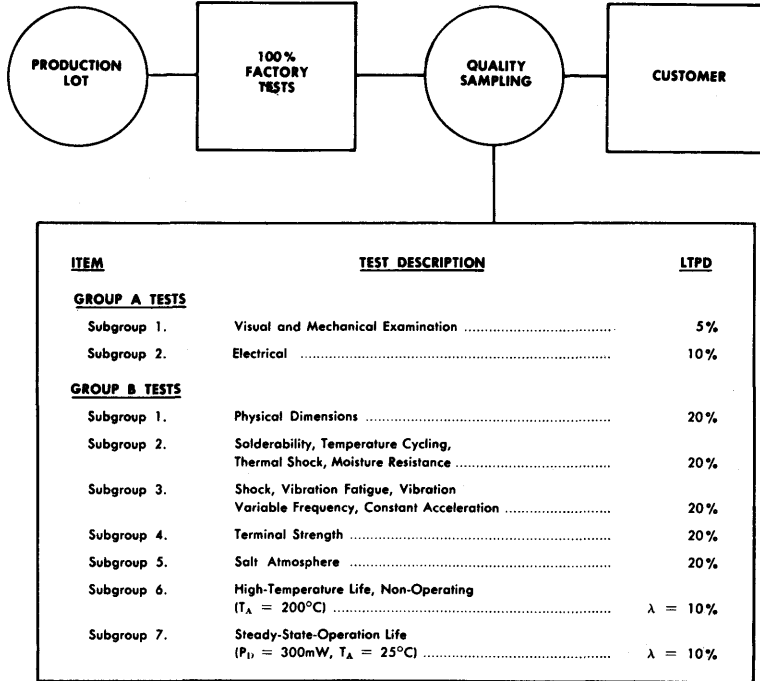 PRODUCTION
LOT
100%
FACTORY
TESTS
QUALITY
SAMPLING
CUSTOMER
ITEM TEST DESCRIPTION LTPD
GROUP A TESTS
Subgroup 1. Visual and Mechanical Examination ..................................... 5%
Subgroup 2. Electrical ............................................................................... 10%
GROUP B TESTS
Subgroup 1. Physical Dimensions ............................................................. 20%
Subgroup 2. Solderability, Temperature Cycling,
Thermal Shock, Moisture Resistance ....................................... 20%
Subgroup 3. Shock, Vibration Fatigue, Vibration
Variable Frequency, Constant Acceleration ........................... 20%
Subgroup 4. Terminal Strength ................................................................. 20%
Subgroup 5. Salt Atmosphere .................................................................... 20%
Subgroup 6. High-Temperature Life, Non-Operating
(TA = 200°C) ..................................................................... λ = 10%
Subgroup 7. Steady-State-Operation Life
(PD = 300mW, TA = 25°C) ............................................... λ = 10%